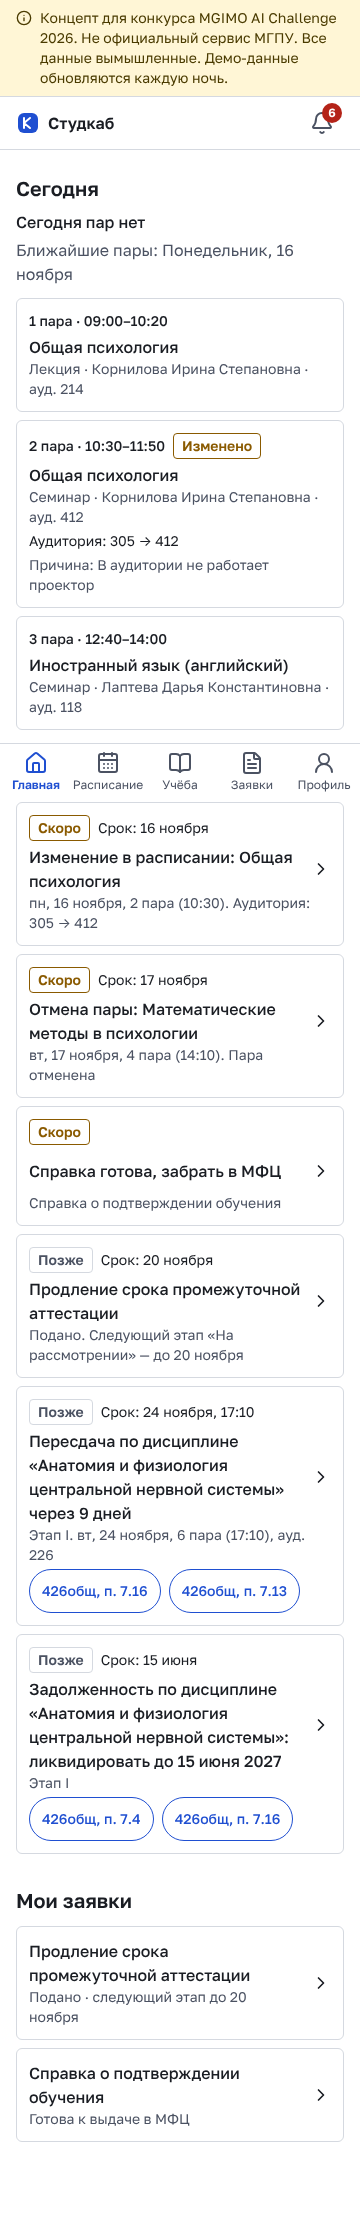 Концепт для конкурса MGIMO AI Challenge
2026. Не официальный сервис МГПУ. Все
данные вымышленные. Демо-данные
обновляются каждую ночь.
Студкаб
6
Сегодня
Сегодня пар нет
Ближайшие пары: Понедельник, 16
ноября
1 пара · 09:00–10:20
Общая психология
Лекция · Корнилова Ирина Степановна ·
ауд. 214
2 пара · 10:30–11:50 Изменено
Общая психология
Семинар · Корнилова Ирина Степановна ·
ауд. 412
Аудитория: 305 → 412
Причина: В аудитории не работает
проектор
3 пара · 12:40–14:00
Иностранный язык (английский)
Семинар · Лаптева Дарья Константиновна ·
ауд. 118
Главная Расписание Учёба Заявки Профиль
Скоро Срок: 16 ноября
Изменение в расписании: Общая
психология
пн, 16 ноября, 2 пара (10:30). Аудитория:
305 → 412
Скоро Срок: 17 ноября
Отмена пары: Математические
методы в психологии
вт, 17 ноября, 4 пара (14:10). Пара
отменена
Скоро
Справка готова, забрать в МФЦ
Справка о подтверждении обучения
Позже Срок: 20 ноября
Продление срока промежуточной
аттестации
Подано. Следующий этап «На
рассмотрении» — до 20 ноября
Позже Срок: 24 ноября, 17:10
Пересдача по дисциплине
«Анатомия и физиология
центральной нервной системы»
через 9 дней
Этап I. вт, 24 ноября, 6 пара (17:10), ауд.
226
426общ, п. 7.16 426общ, п. 7.13
Позже Срок: 15 июня
Задолженность по дисциплине
«Анатомия и физиология
центральной нервной системы»:
ликвидировать до 15 июня 2027
Этап I
426общ, п. 7.4 426общ, п. 7.16
Мои заявки
Продление срока
промежуточной аттестации
Подано · следующий этап до 20
ноября
Справка о подтверждении
обучения
Готова к выдаче в МФЦ